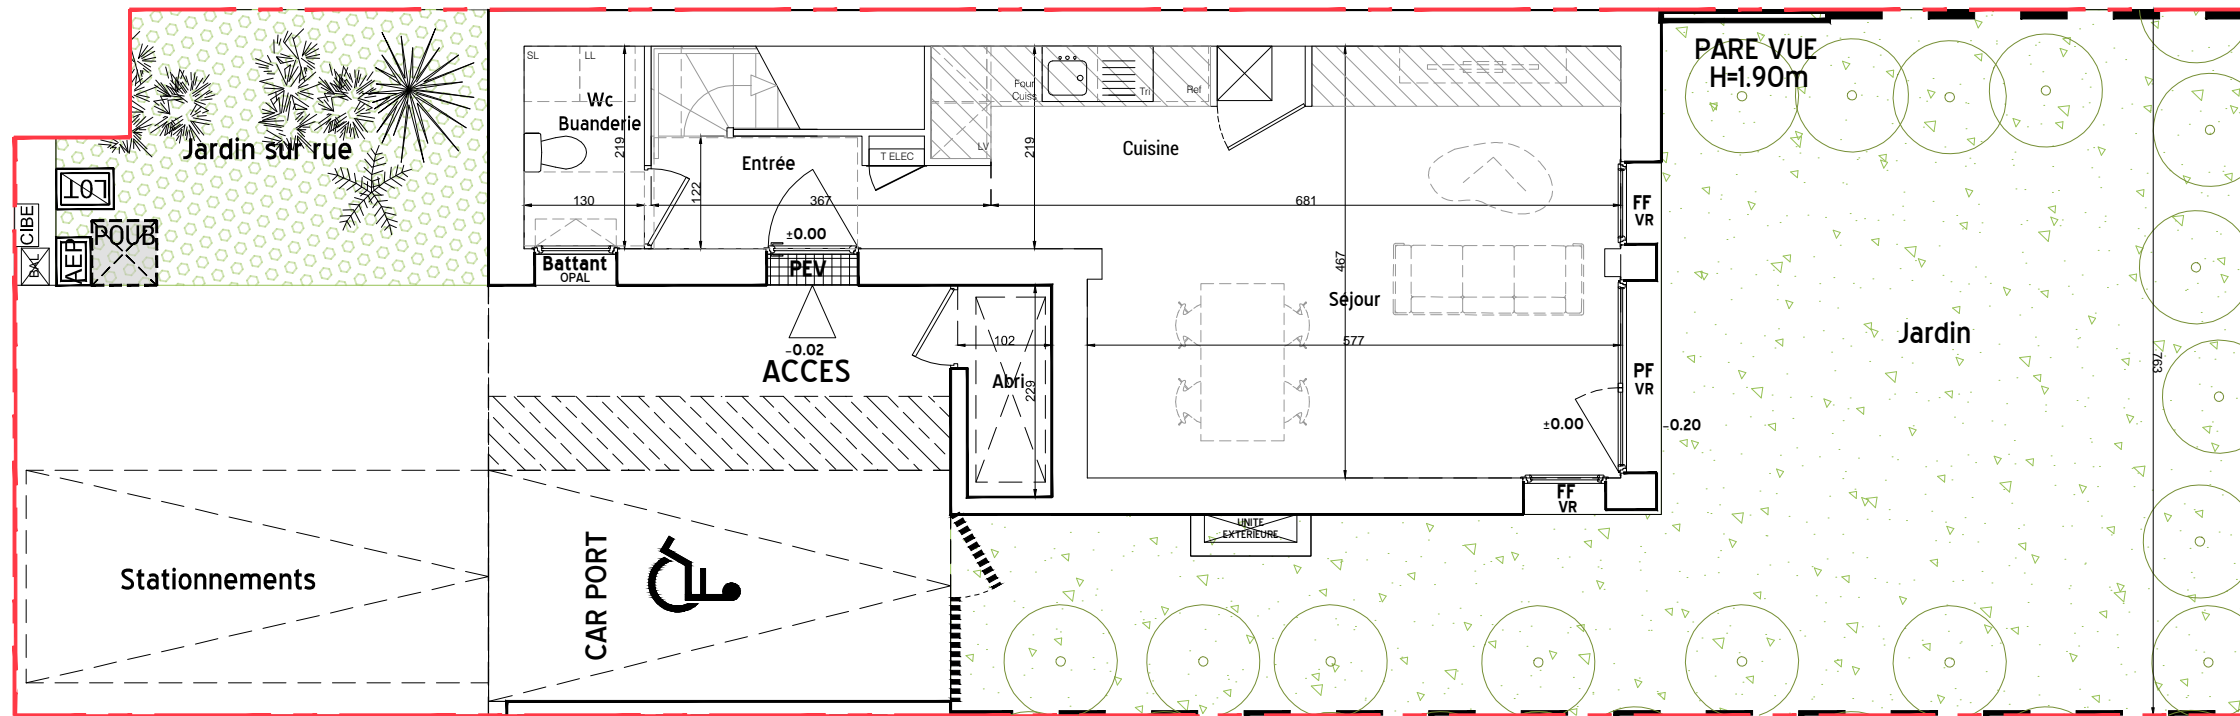 PARE VUE
H=1.90m
SL
LL
Wc
Buanderie
219
Four
Cuiss
Tri
Ref
LV
219
Cuisine
Jardin sur rue
Entrée
T ELEC
122
130
367
681
LOT
CIBE
BAL
AEP
POUB
±0.00
Battant
OPAL
PEV
FF
VR
467
Séjour
-0.02
ACCES
102
577
Abri
229
Jardin
763
PF
VR
±0.00
-0.20
FF
VR
UNITE
EXTERIEURE
Stationnements
CAR PORT